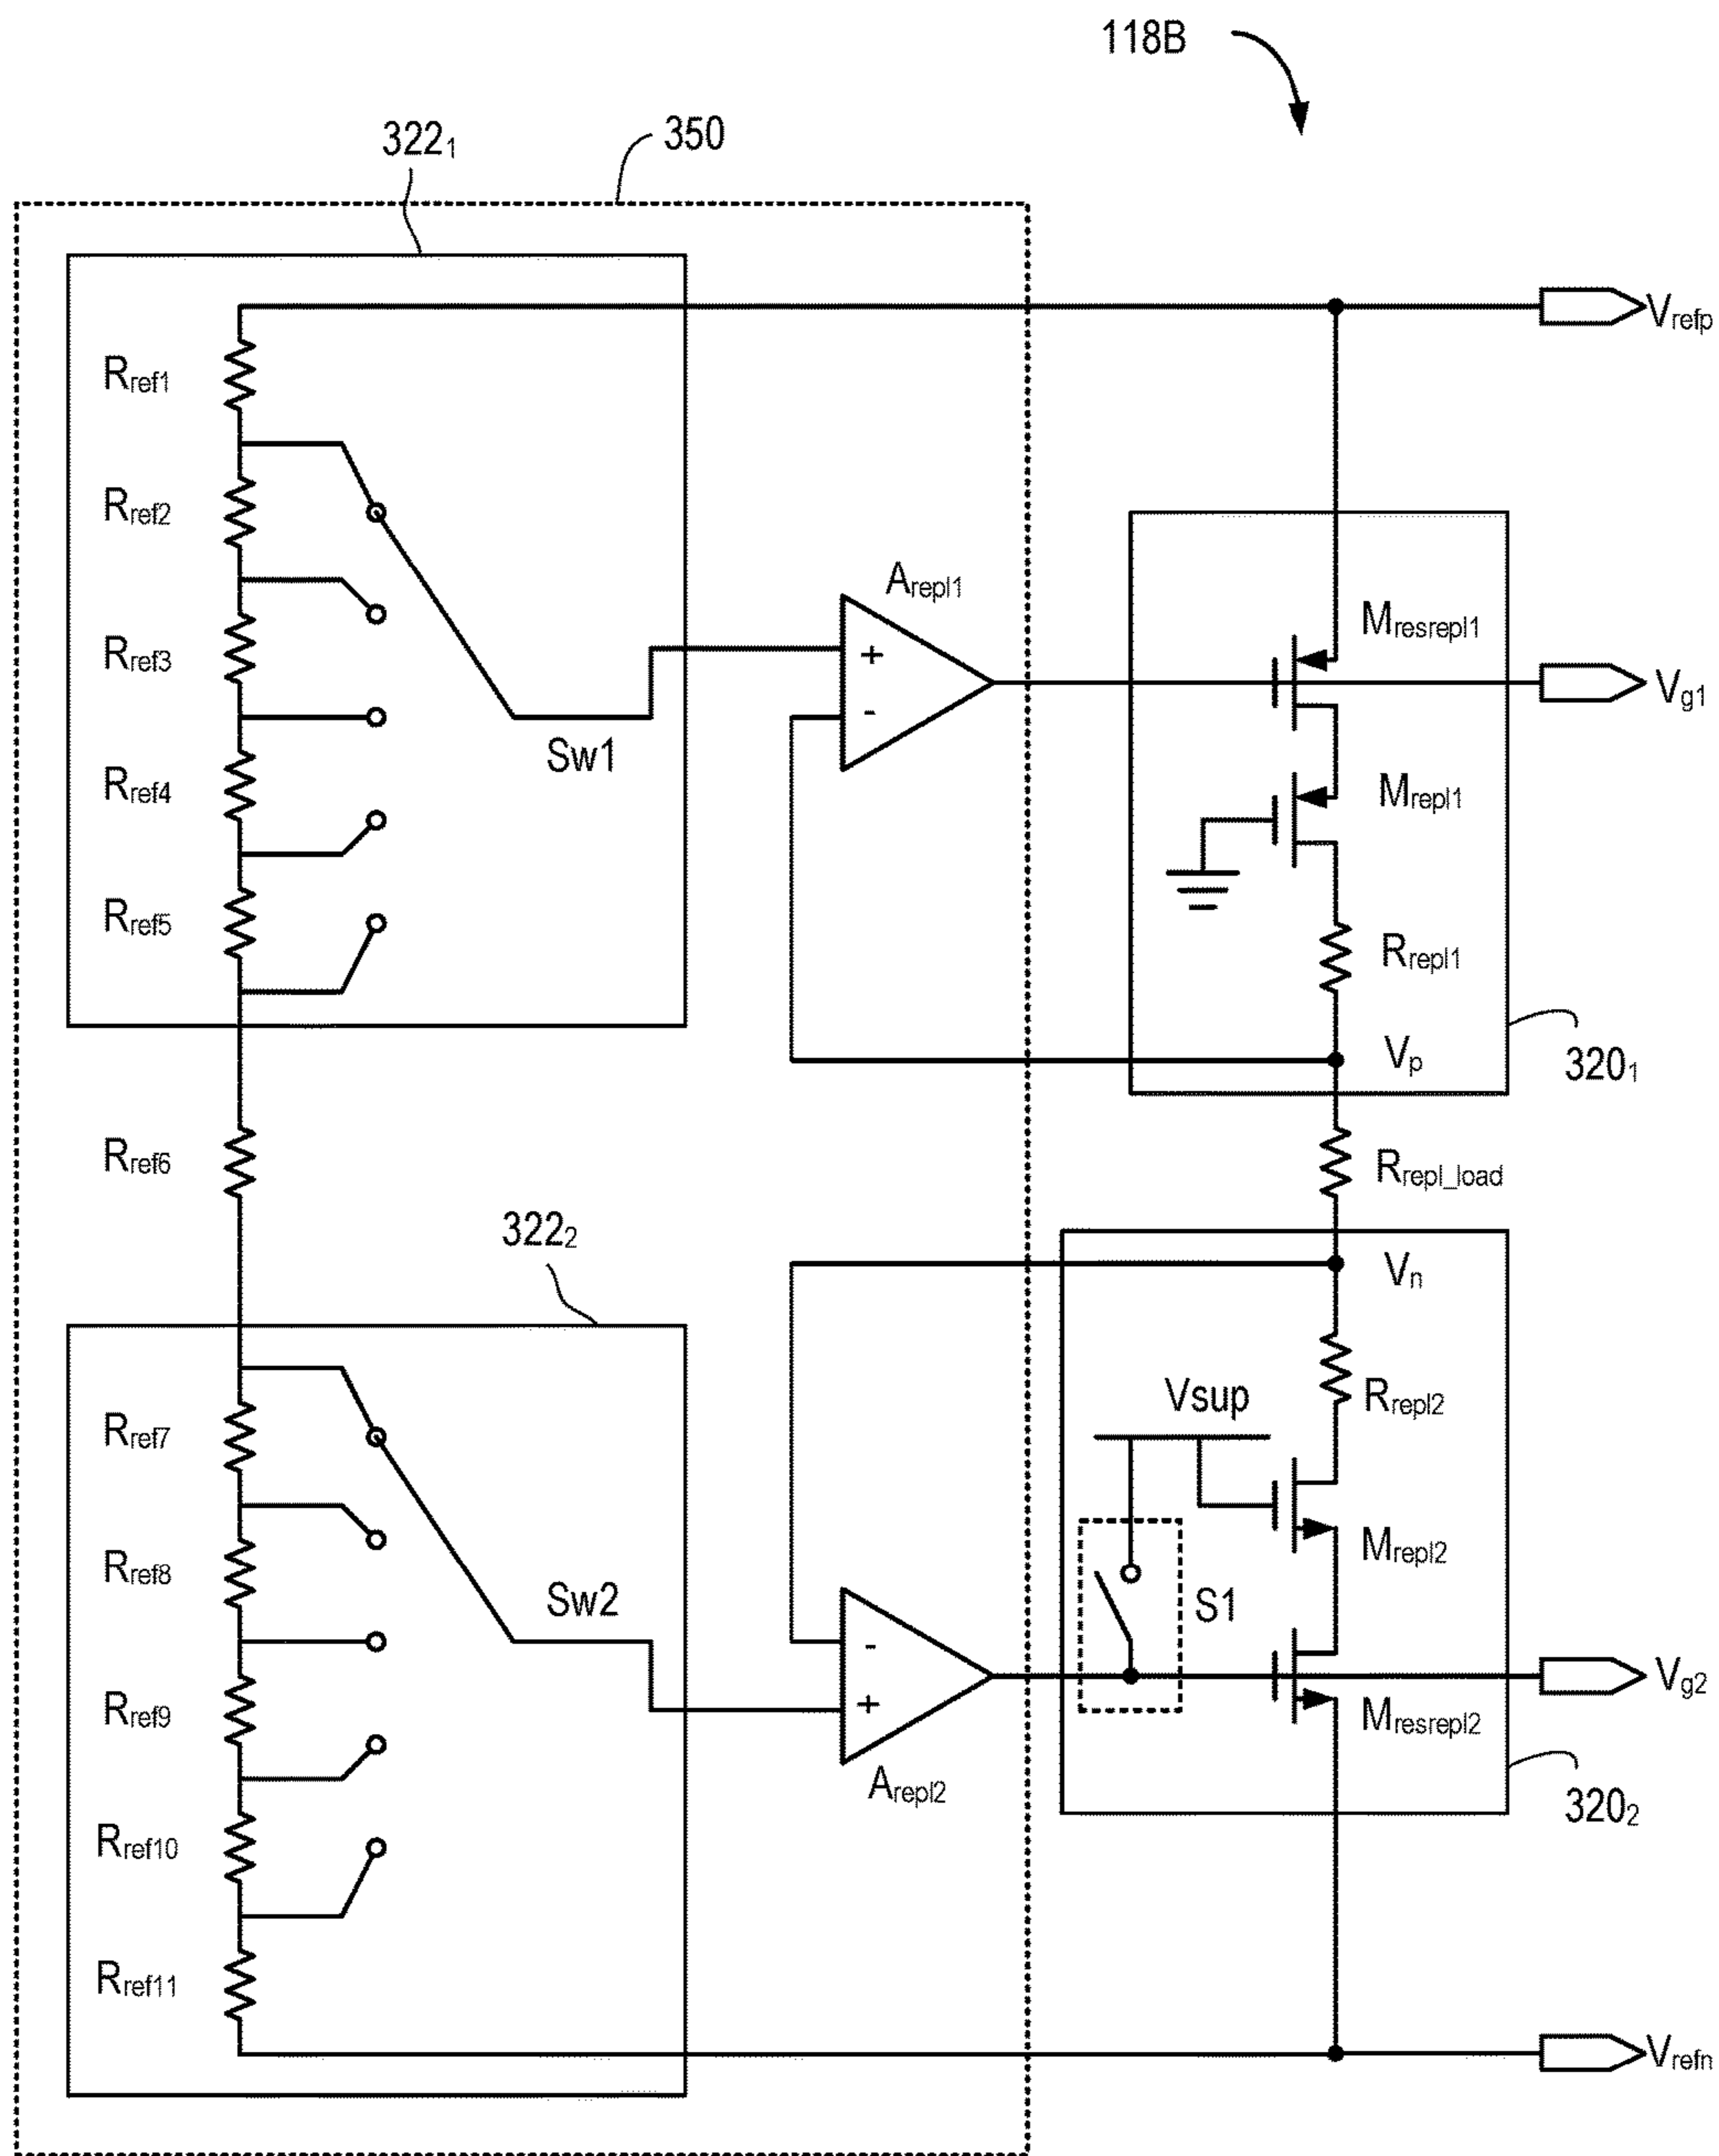 118B
350
322₁
Vrefp
Rref1
Rref2
Arepl1
Mresrepl1
Rref3
+
Vg1
-
Sw1
Mrepl1
Rref4
Rref5
Rrepl1
Vp
320₁
Rref6
Rrepl_load
322₂
Vn
Vsup
Rrepl2
Rref7
Mrepl2
Rref8
Sw2
S1
-
Vg2
Rref9
+
Mresrepl2
Arepl2
320₂
Rref10
Rref11
Vrefn